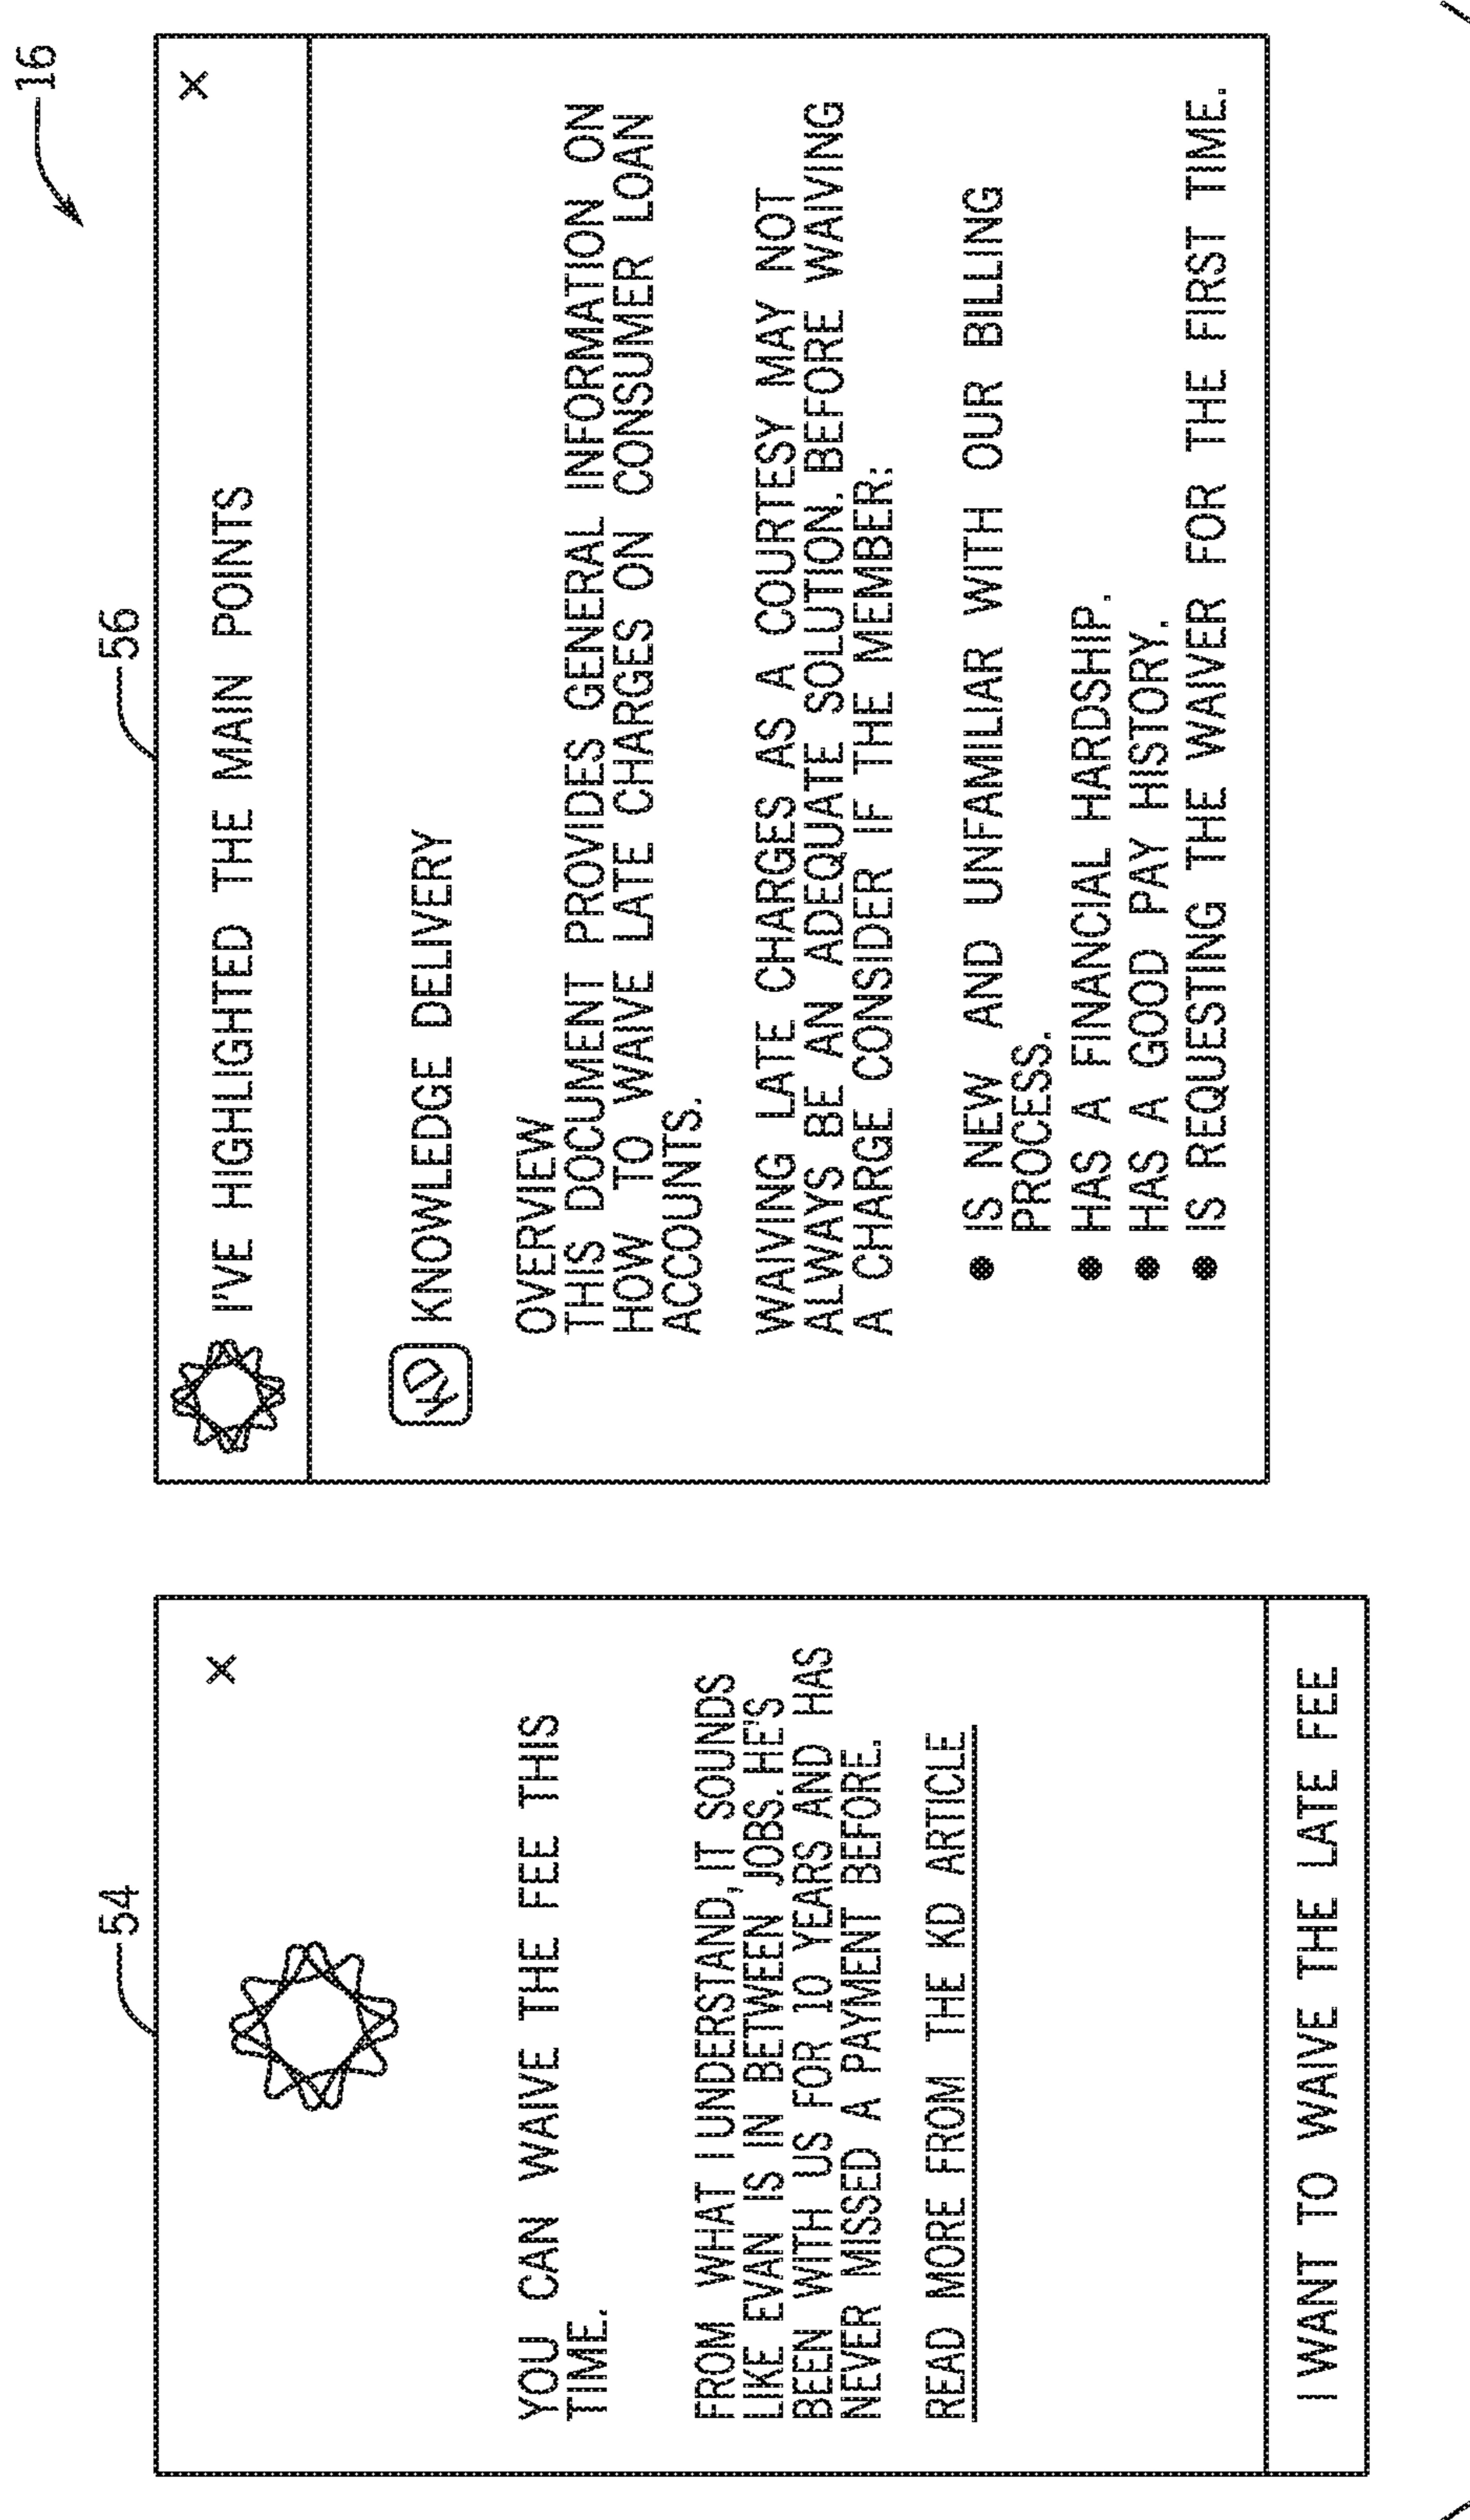 16
54
×
YOU CAN WAIVE THE FEE THIS
TIME.
FROM WHAT I UNDERSTAND, IT SOUNDS
LIKE EVAN IS IN BETWEEN JOBS. HE'S
BEEN WITH US FOR 10 YEARS AND HAS
NEVER MISSED A PAYMENT BEFORE.
READ MORE FROM THE KD ARTICLE
I WANT TO WAIVE THE LATE FEE
56
I'VE HIGHLIGHTED THE MAIN POINTS
×
KD KNOWLEDGE DELIVERY
OVERVIEW
THIS DOCUMENT PROVIDES GENERAL INFORMATION ON
HOW TO WAIVE LATE CHARGES ON CONSUMER LOAN
ACCOUNTS.
WAIVING LATE CHARGES AS A COURTESY MAY NOT
ALWAYS BE AN ADEQUATE SOLUTION. BEFORE WAIVING
A CHARGE CONSIDER IF THE MEMBER:
● IS NEW AND UNFAMILIAR WITH OUR BILLING
PROCESS.
● HAS A FINANCIAL HARDSHIP.
● HAS A GOOD PAY HISTORY.
● IS REQUESTING THE WAIVER FOR THE FIRST TIME.